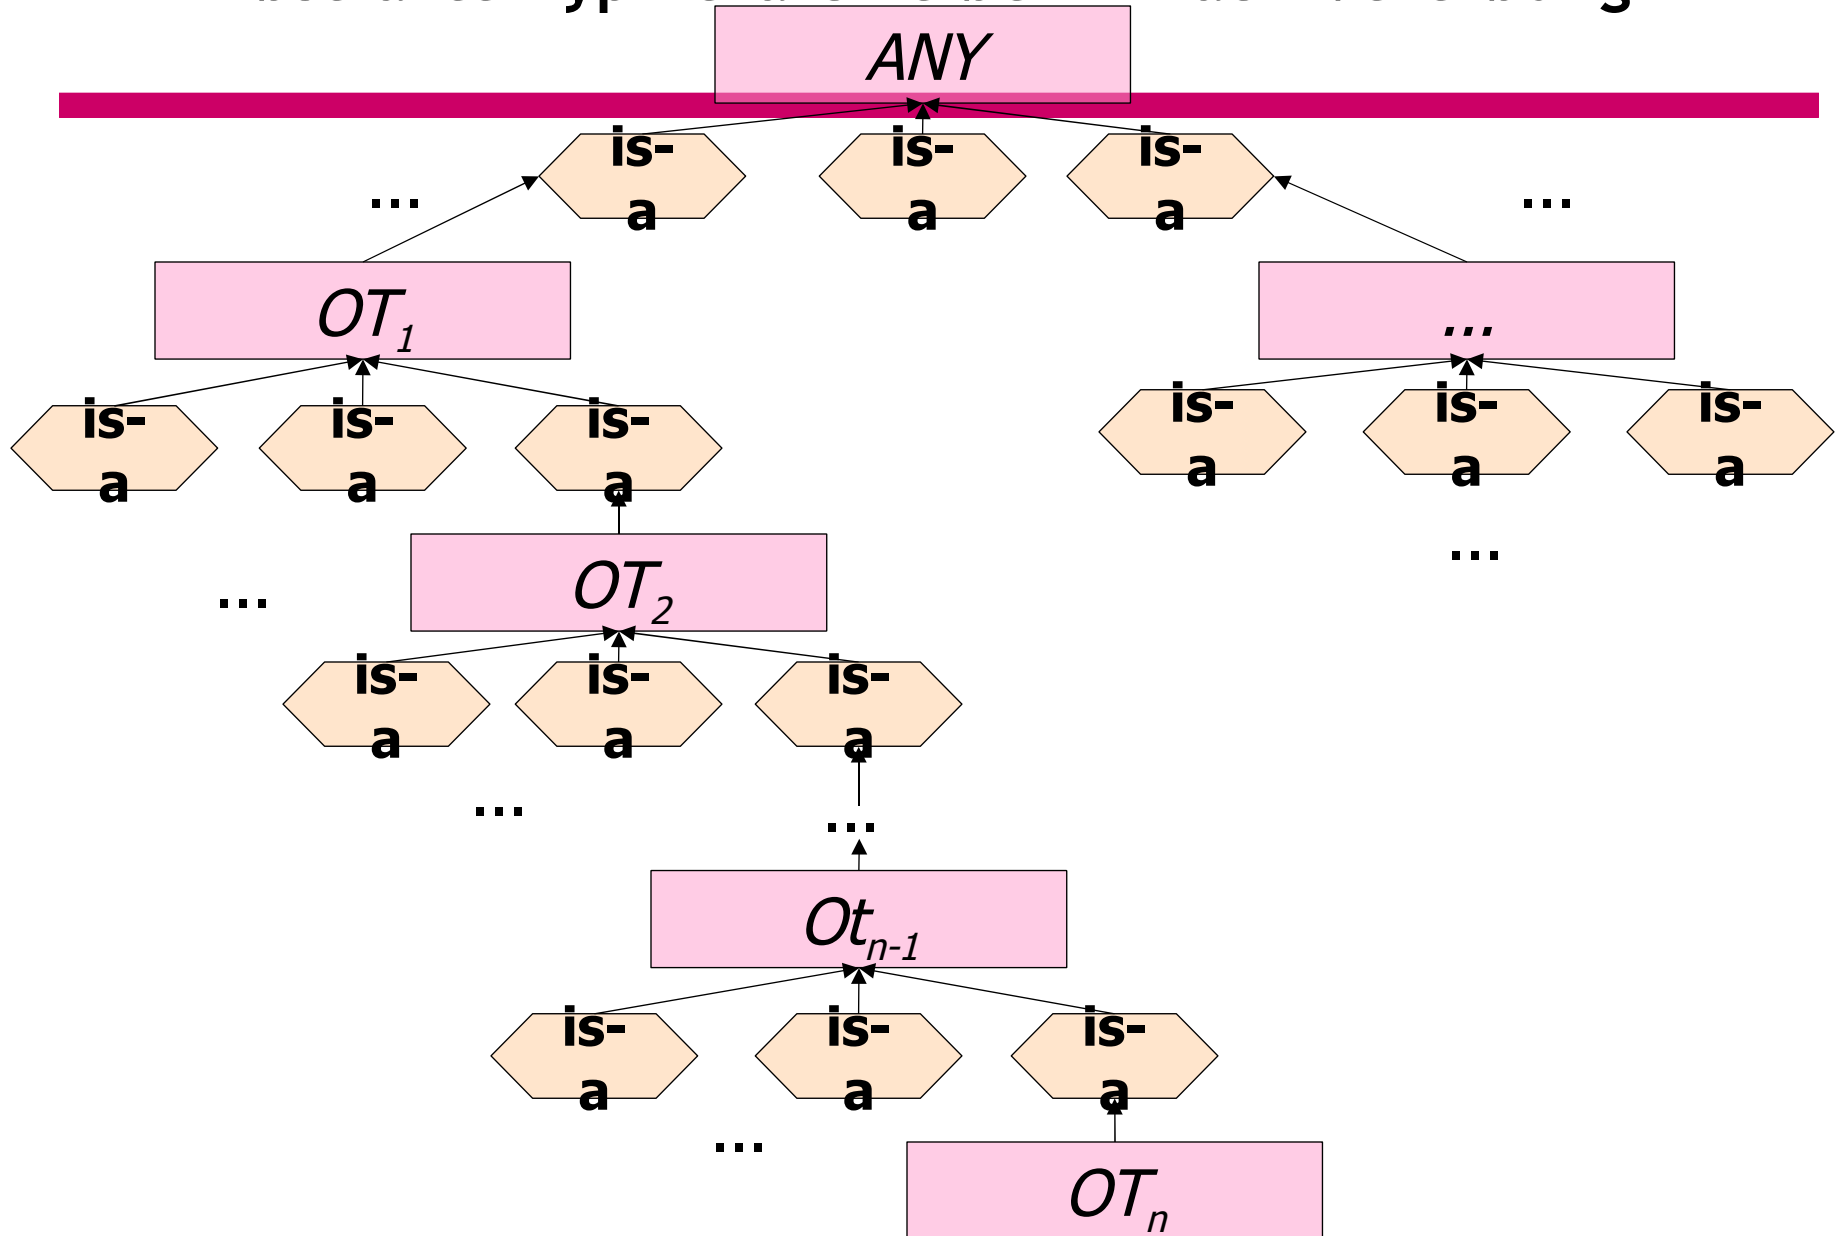 ANY
is-
a
is-
a
is-
a
...
...
OT1
...
is-
a
is-
a
is-
a
is-
a
is-
a
is-
a
OT2
...
...
is-
a
is-
a
is-
a
...
...
Otn-1
is-
a
is-
a
is-
a
...
OTn